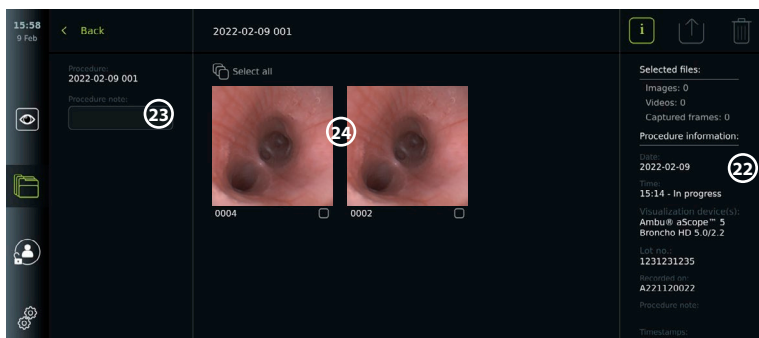 15:58
9 Feb
Back
2022-02-09 001
i
Procedure:
2022-02-09 001
Procedure note:
23
Select all
24
0004
0002
Selected files:
Images: 0
Videos: 0
Captured frames: 0
Procedure information:
22
Date:
2022-02-09
Time:
15:14 - In progress
Visualization device(s):
Ambu® aScope™ 5
Broncho HD 5.0/2.2
Lot no.:
1231231235
Recorded on:
A221120022
Procedure note:
Timestamps: